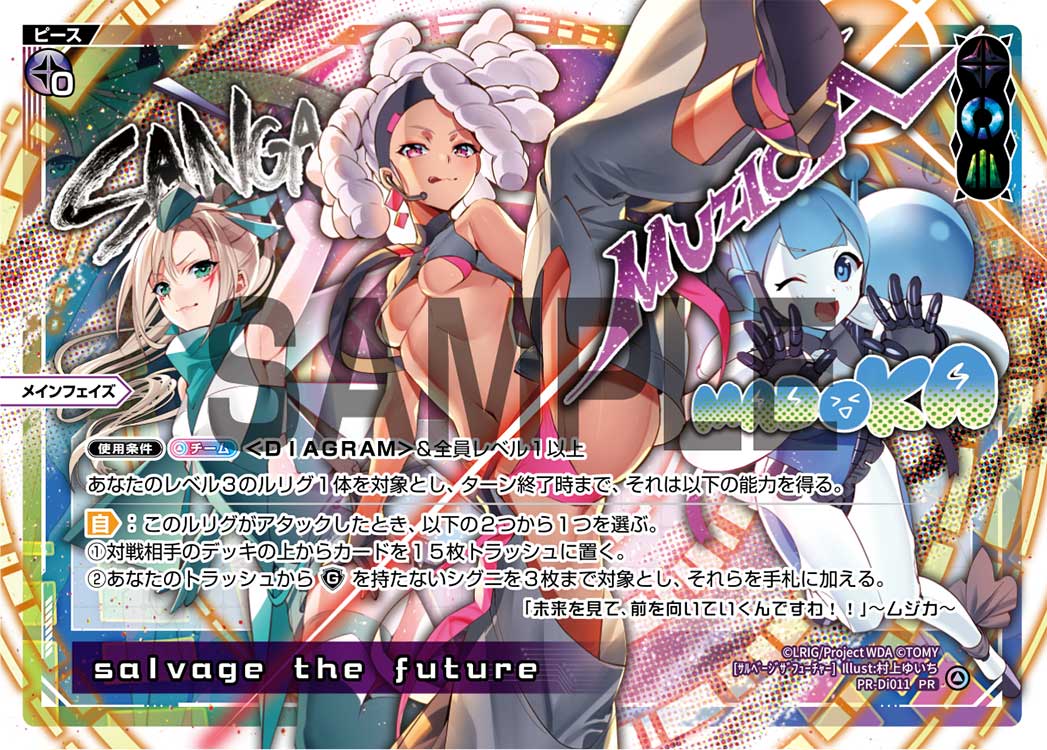 ピース
0
SANGA
MUZICA
MIDOKA
SAMPLE
メインフェイズ
使用条件 チーム <DIAGRAM>&全員レベル1以上
あなたのレベル3のルリグ1体を対象とし、ターン終了時まで、それは以下の能力を得る。
自:このルリグがアタックしたとき、以下の2つから1つを選ぶ。
①対戦相手のデッキの上からカードを15枚トラッシュに置く。
②あなたのトラッシュから G を持たないシグニを3枚まで対象とし、それらを手札に加える。
「未来を見て、前を向いていくんですわ!!」~ムジカ~
salvage the future
©LRIG/Project WDA ©TOMY
[サルベージ・ザ・フューチャー] Illust:村上ゆいち
PR-Di011 PR